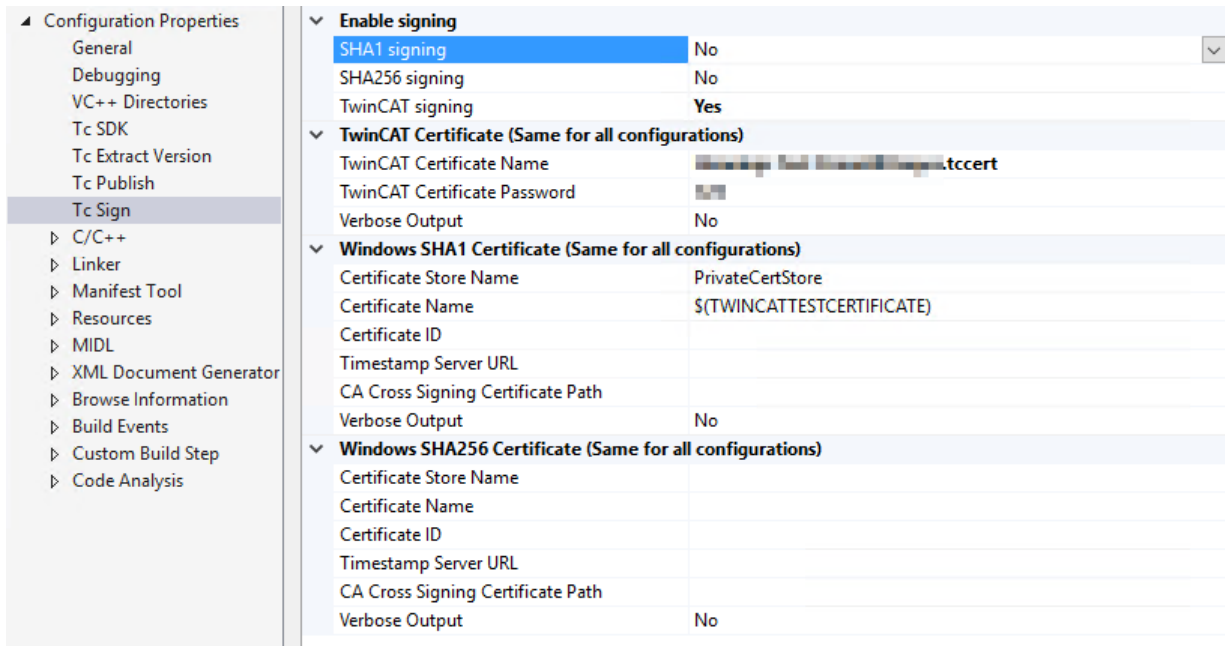 Configuration Properties
General
Debugging
VC++ Directories
Tc SDK
Tc Extract Version
Tc Publish
Tc Sign
C/C++
Linker
Manifest Tool
Resources
MIDL
XML Document Generator
Browse Information
Build Events
Custom Build Step
Code Analysis
Enable signing
SHA1 signing No
SHA256 signing No
TwinCAT signing Yes
TwinCAT Certificate (Same for all configurations)
TwinCAT Certificate Name .tccert
TwinCAT Certificate Password
Verbose Output No
Windows SHA1 Certificate (Same for all configurations)
Certificate Store Name PrivateCertStore
Certificate Name $(TWINCATTESTCERTIFICATE)
Certificate ID
Timestamp Server URL
CA Cross Signing Certificate Path
Verbose Output No
Windows SHA256 Certificate (Same for all configurations)
Certificate Store Name
Certificate Name
Certificate ID
Timestamp Server URL
CA Cross Signing Certificate Path
Verbose Output No